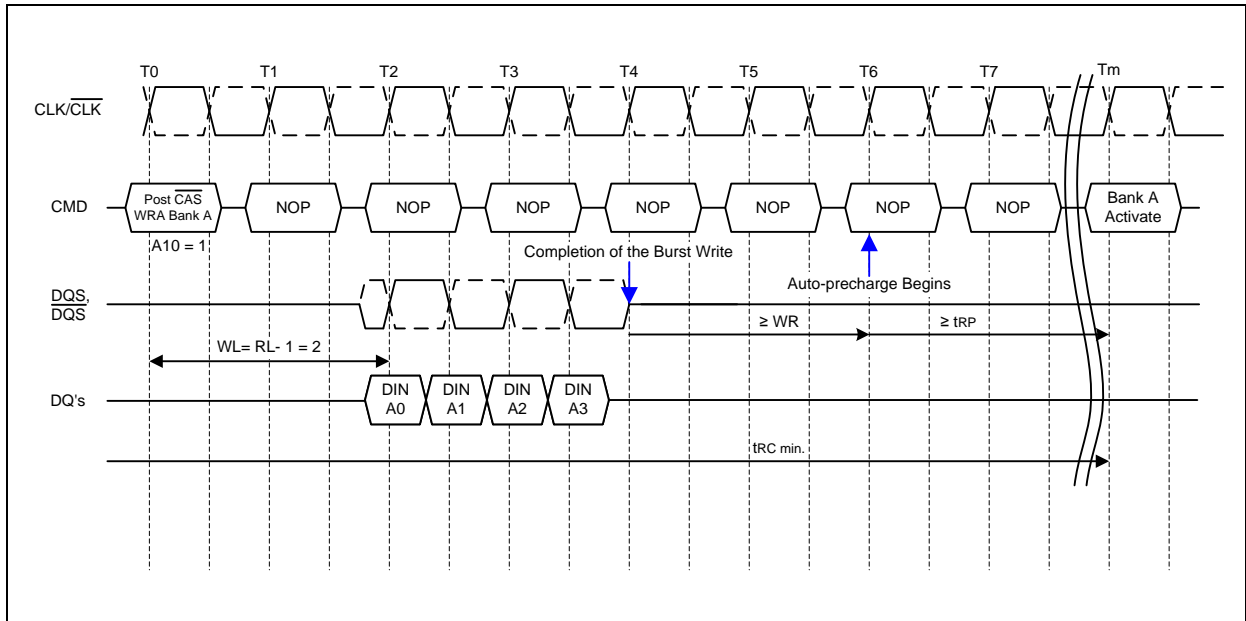 T0 T1 T2 T3 T4 T5 T6 T7 Tm
CLK/CLK
CMD
Post CAS
WRA Bank A
NOP NOP NOP NOP NOP NOP NOP
Bank A
Activate
A10 = 1
Completion of the Burst Write
Auto-precharge Begins
DQS,
DQS
≥ WR
≥ tRP
WL= RL- 1 = 2
DQ's
DIN
A0
DIN
A1
DIN
A2
DIN
A3
tRC min.